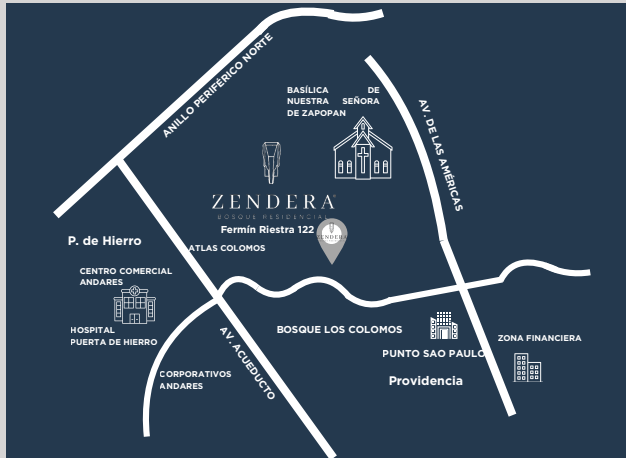 ANILLO PERIFÉRICO NORTE
BASÍLICA DE
NUESTRA SEÑORA
DE ZAPOPAN
AV. DE LAS AMÉRICAS
ZENDERA
BOSQUE RESIDENCIAL
Fermín Riestra 122
ZENDERA
P. de Hierro
ATLAS COLOMOS
CENTRO COMERCIAL
ANDARES
HOSPITAL
PUERTA DE HIERRO
BOSQUE LOS COLOMOS
AV. ACUEDUCTO
ZONA FINANCIERA
PUNTO SAO PAULO
CORPORATIVOS
ANDARES
Providencia